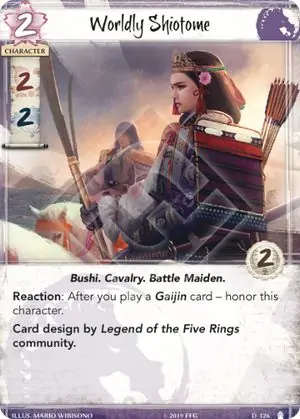 2
Worldly Shiotome
CHARACTER
2
2
2
Bushi. Cavalry. Battle Maiden.
Reaction: After you play a Gaijin card – honor this
character.
Card design by Legend of the Five Rings
community.
ILLUS. MARIO WIBISONO
© 2019 FFG
D 126